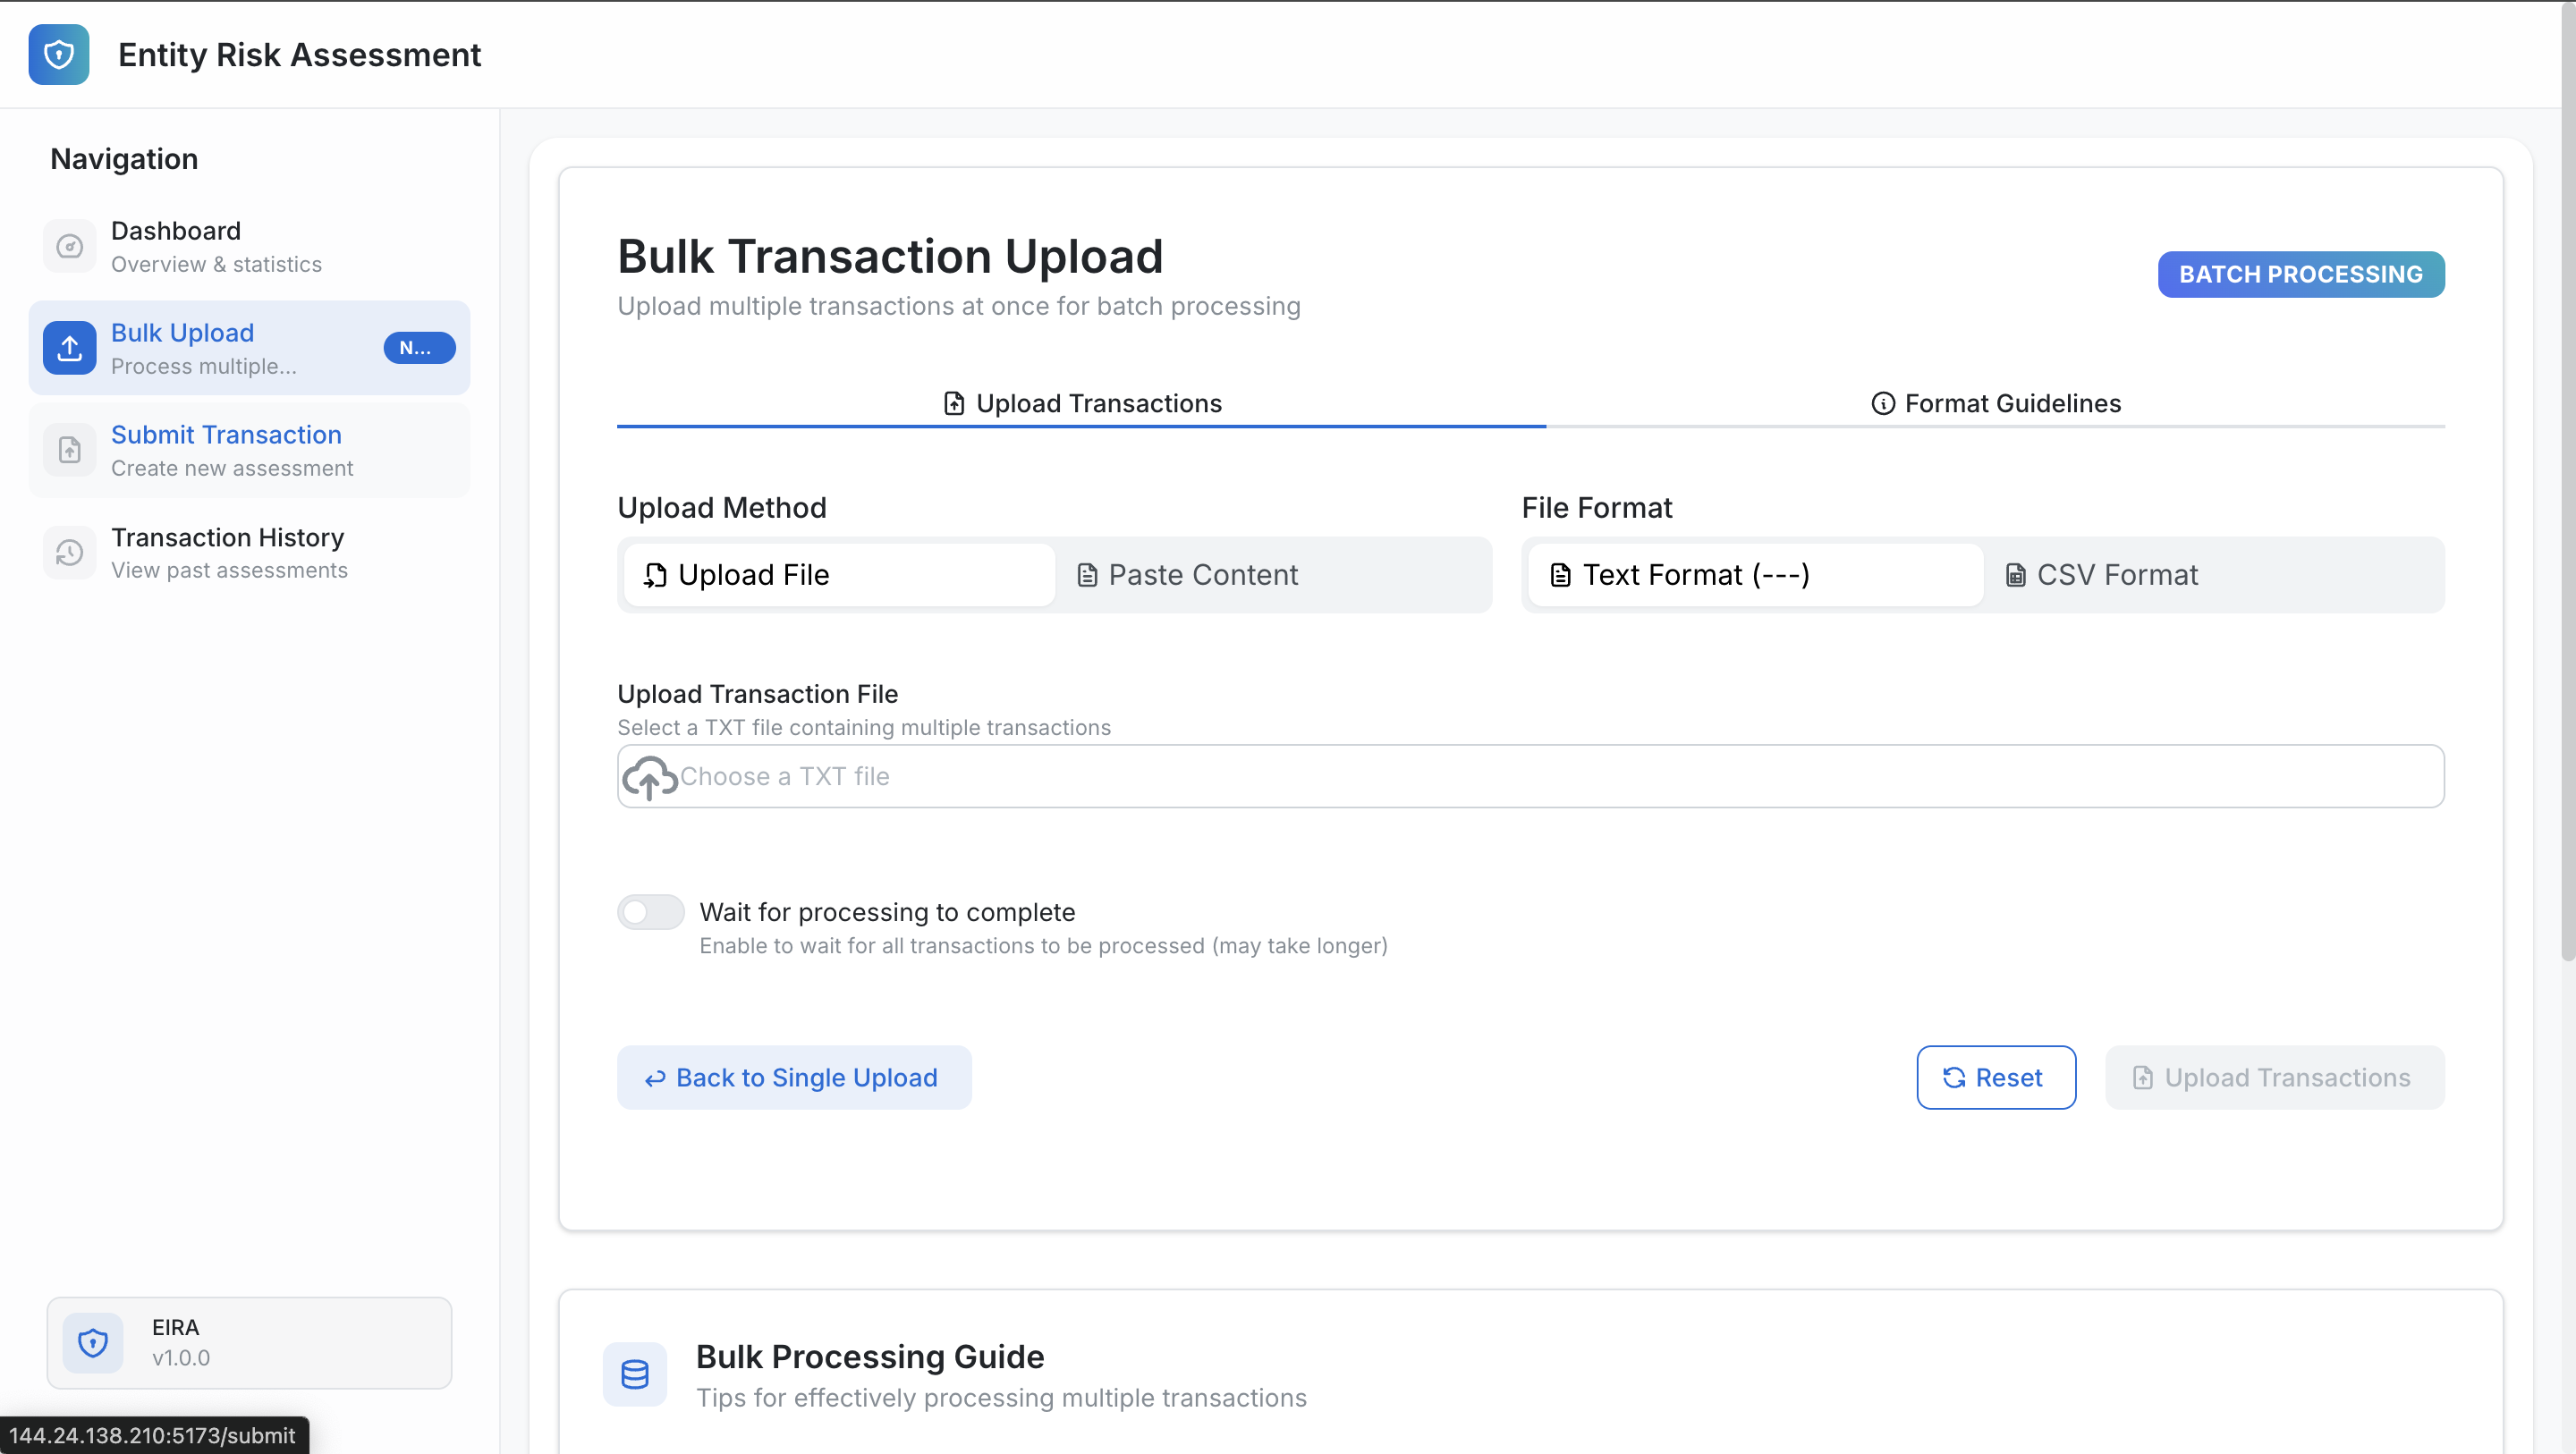 Entity Risk Assessment
Navigation
Dashboard
Overview & statistics
Bulk Upload
Process multiple...
N...
Submit Transaction
Create new assessment
Transaction History
View past assessments
EIRA
v1.0.0
144.24.138.210:5173/submit
Bulk Transaction Upload
Upload multiple transactions at once for batch processing
BATCH PROCESSING
Upload Transactions
Format Guidelines
Upload Method
Upload File
Paste Content
File Format
Text Format (---)
CSV Format
Upload Transaction File
Select a TXT file containing multiple transactions
Choose a TXT file
Wait for processing to complete
Enable to wait for all transactions to be processed (may take longer)
Back to Single Upload
Reset
Upload Transactions
Bulk Processing Guide
Tips for effectively processing multiple transactions